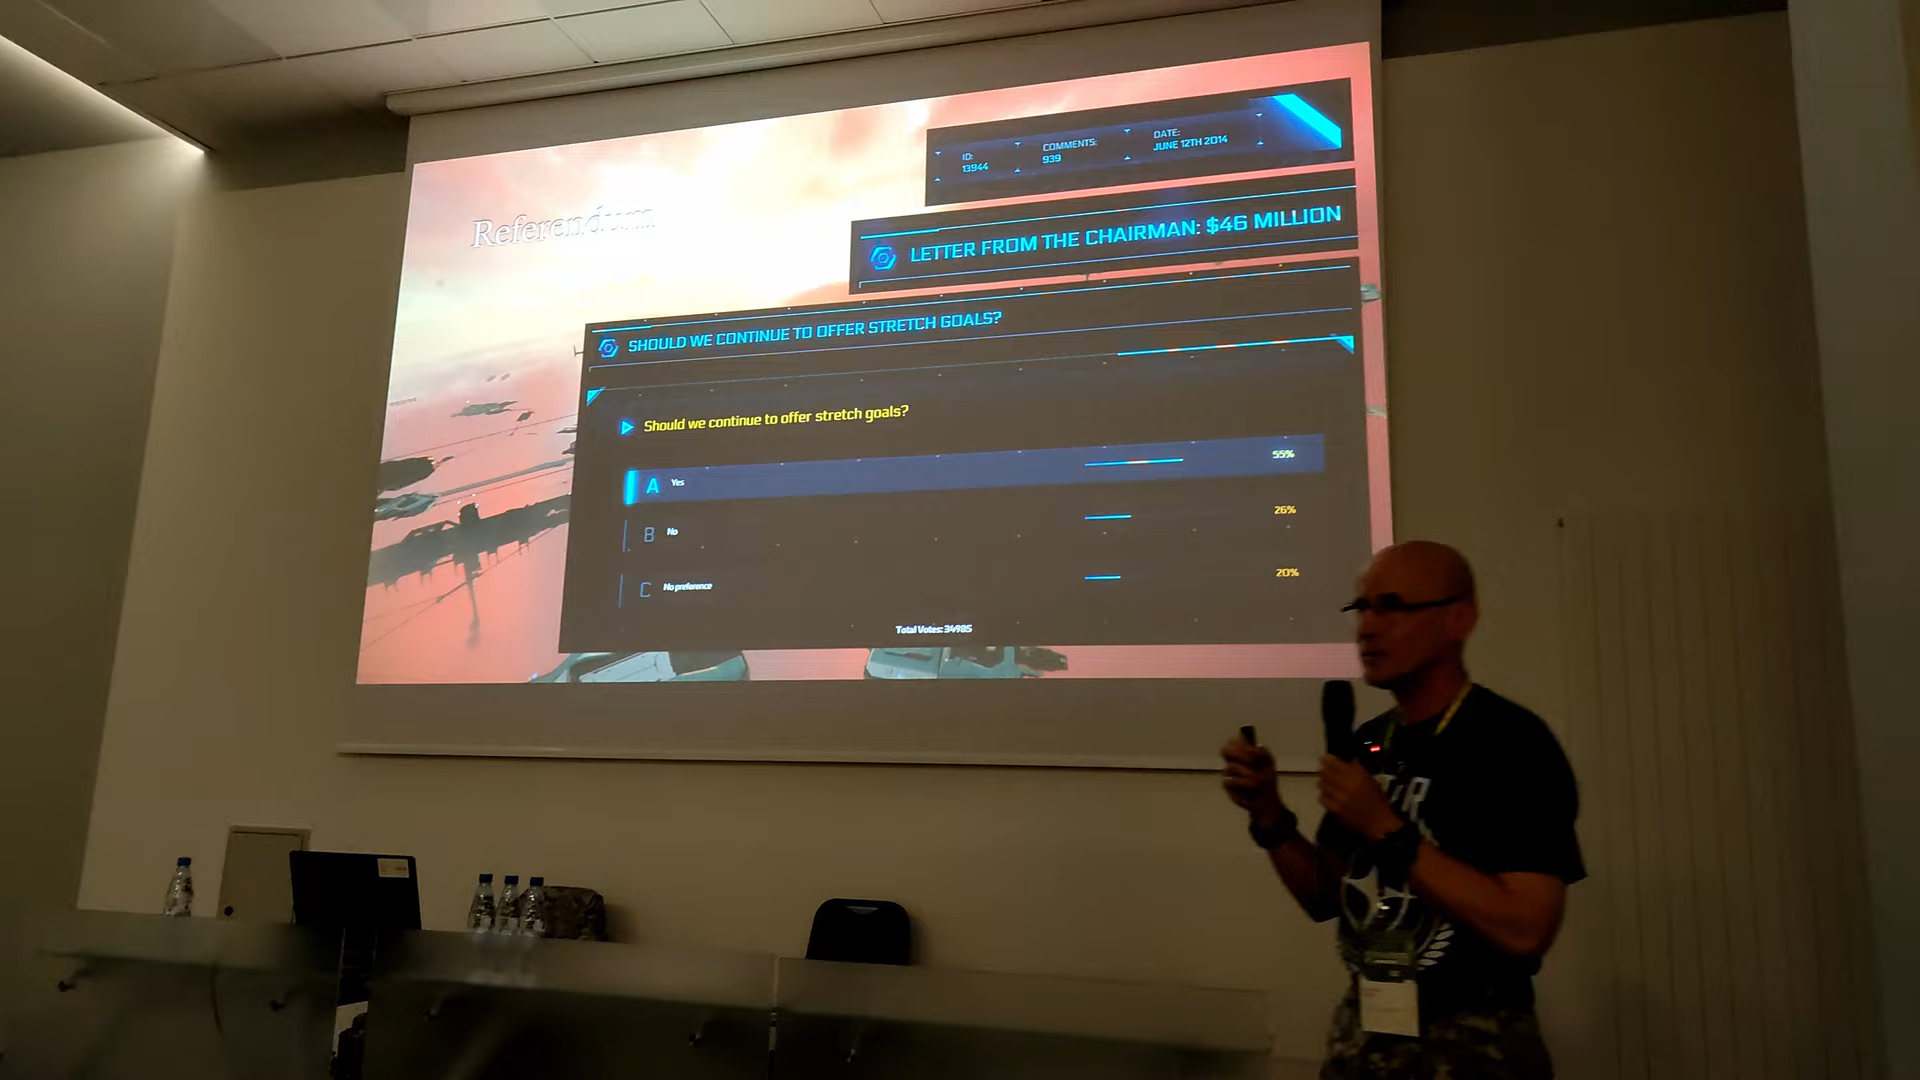 Referendum
ID:
13944
COMMENTS:
939
DATE:
JUNE 12TH 2014
LETTER FROM THE CHAIRMAN: $46 MILLION
SHOULD WE CONTINUE TO OFFER STRETCH GOALS?
Should we continue to offer stretch goals?
A Yes 55%
B No 26%
C No preference 20%
Total Votes: 34985